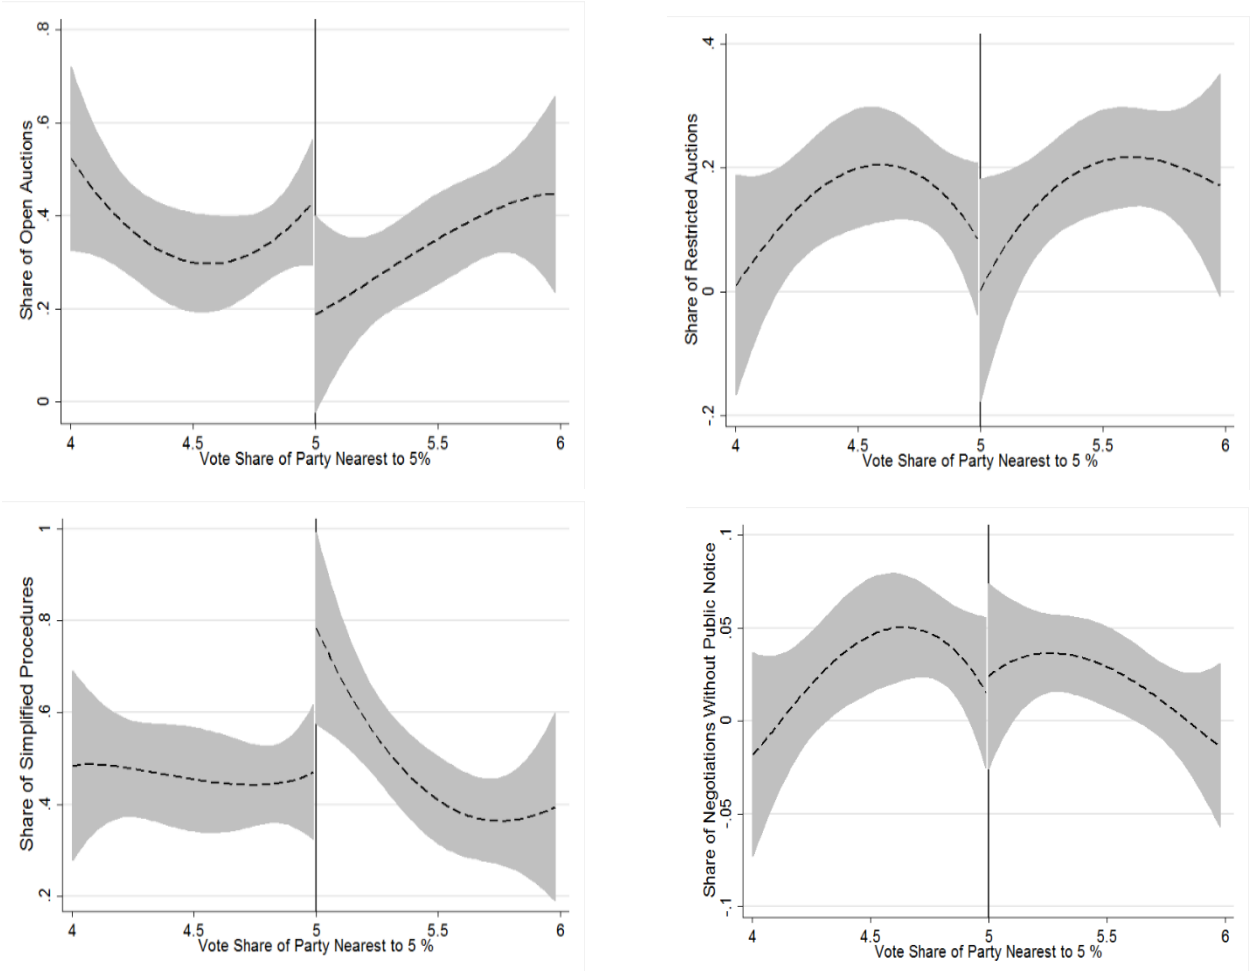 Share of Open Auctions
.8
.6
.4
.2
0
4 4.5 5 5.5 6
Vote Share of Party Nearest to 5%
Share of Restricted Auctions
.4
.2
0
-.2
4 4.5 5 5.5 6
Vote Share of Party Nearest to 5 %
Share of Simplified Procedures
1
.8
.6
.4
.2
4 4.5 5 5.5 6
Vote Share of Party Nearest to 5 %
Share of Negotiations Without Public Notice
.1
.05
0
-.05
-.1
4 4.5 5 5.5 6
Vote Share of Party Nearest to 5 %